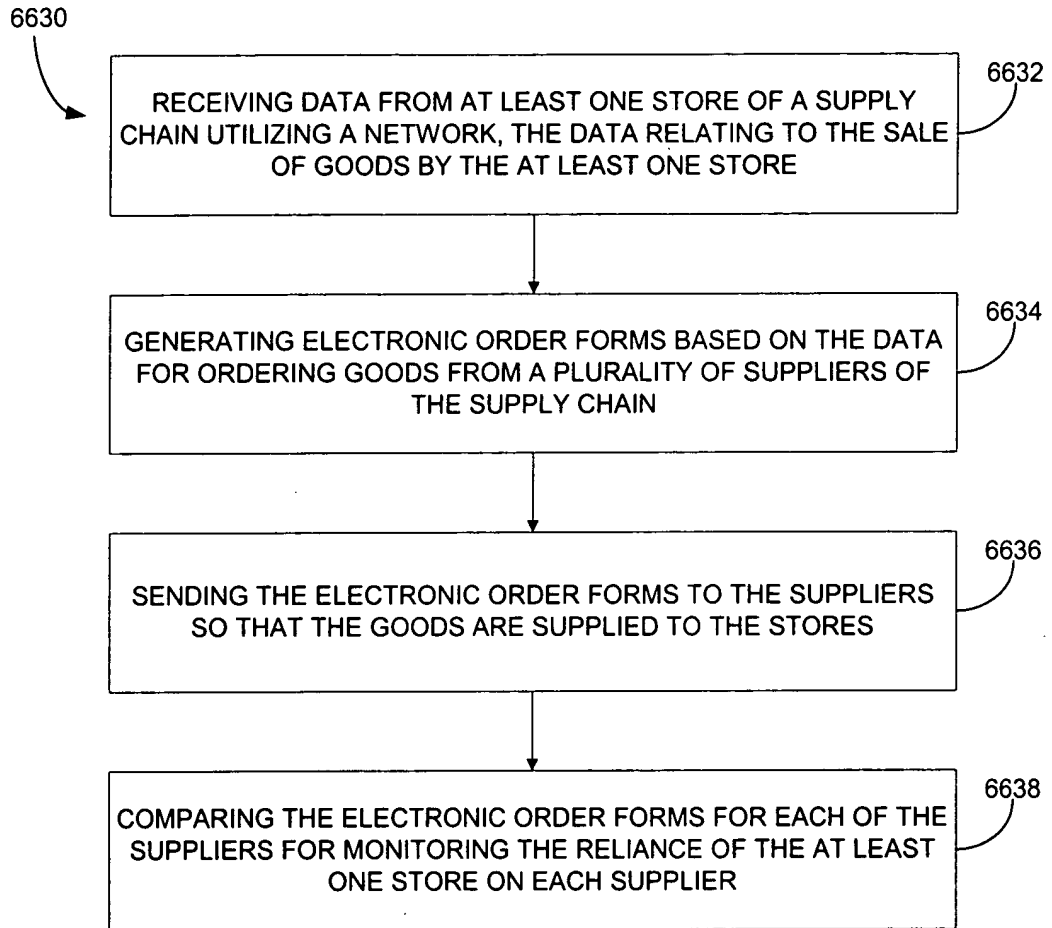 6630
6632
RECEIVING DATA FROM AT LEAST ONE STORE OF A SUPPLY
CHAIN UTILIZING A NETWORK, THE DATA RELATING TO THE SALE
OF GOODS BY THE AT LEAST ONE STORE
6634
GENERATING ELECTRONIC ORDER FORMS BASED ON THE DATA
FOR ORDERING GOODS FROM A PLURALITY OF SUPPLIERS OF
THE SUPPLY CHAIN
6636
SENDING THE ELECTRONIC ORDER FORMS TO THE SUPPLIERS
SO THAT THE GOODS ARE SUPPLIED TO THE STORES
6638
COMPARING THE ELECTRONIC ORDER FORMS FOR EACH OF THE
SUPPLIERS FOR MONITORING THE RELIANCE OF THE AT LEAST
ONE STORE ON EACH SUPPLIER